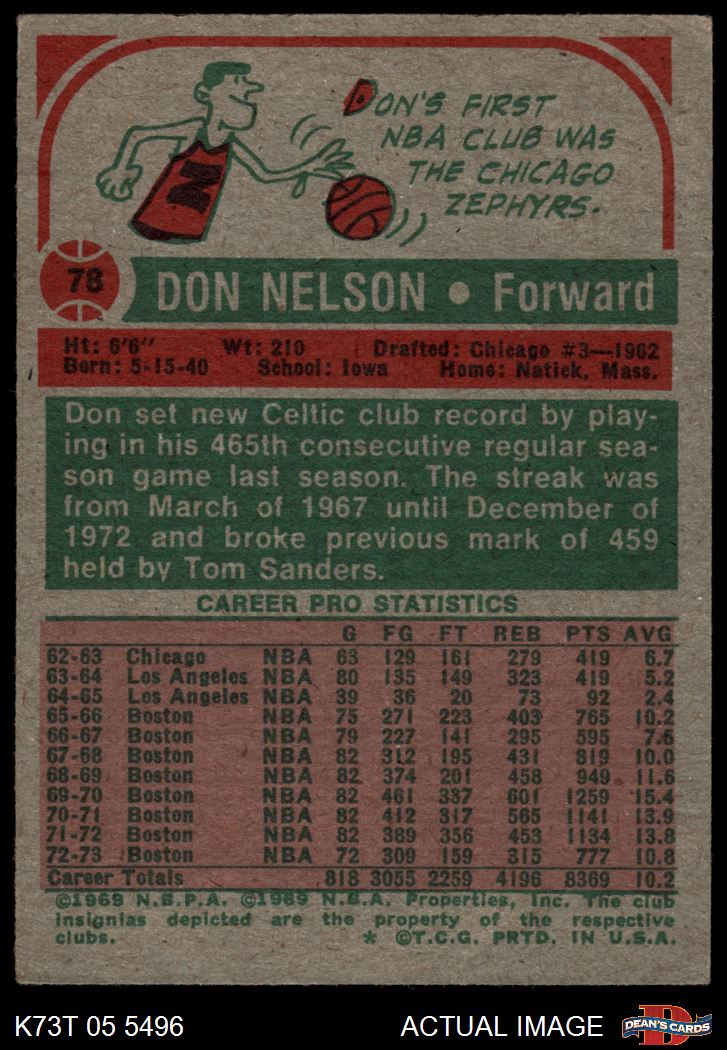 DON'S FIRST
NBA CLUB WAS
THE CHICAGO
ZEPHYRS.
N
78
DON NELSON • Forward
Ht: 6'6" Wt: 210 Drafted: Chicago #3—1962
Born: 5-15-40 School: Iowa Home: Natick, Mass.
Don set new Celtic club record by play-
ing in his 465th consecutive regular sea-
son game last season. The streak was
from March of 1967 until December of
1972 and broke previous mark of 459
held by Tom Sanders.
CAREER PRO STATISTICS
G FG FT REB PTS AVG
62-63 Chicago NBA 63 129 161 279 419 6.7
63-64 Los Angeles NBA 80 135 149 323 419 5.2
64-65 Los Angeles NBA 39 36 20 73 92 2.4
65-66 Boston NBA 75 271 223 403 765 10.2
66-67 Boston NBA 79 227 141 295 595 7.6
67-68 Boston NBA 82 312 195 431 819 10.0
68-69 Boston NBA 82 374 201 458 949 11.6
69-70 Boston NBA 82 461 337 601 1259 15.4
70-71 Boston NBA 82 412 317 565 1141 13.9
71-72 Boston NBA 82 389 356 453 1134 13.8
72-73 Boston NBA 72 309 159 315 777 10.8
Career Totals 818 3055 2259 4196 8369 10.2
©1969 N.B.P.A. ©1969 N.B.A. Properties, Inc. The club
insignias depicted are the property of the respective
clubs. * ©T.C.G. PRTD. IN U.S.A.
K73T 05 5496 ACTUAL IMAGE D DEAN'S CARDS